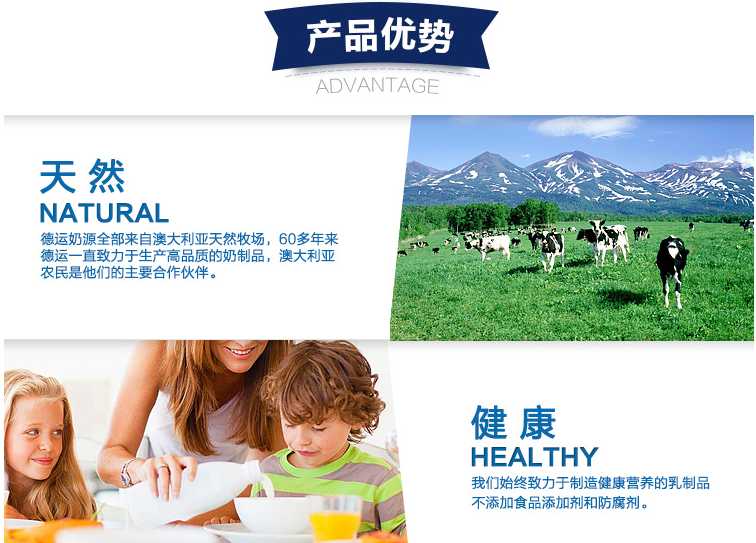 产品优势
ADVANTAGE
天然
NATURAL
德运奶源全部来自澳大利亚天然牧场，60多年来
德运一直致力于生产高品质的奶制品，澳大利亚
农民是他们的主要合作伙伴。
健康
HEALTHY
我们始终致力于制造健康营养的乳制品
不添加食品添加剂和防腐剂。